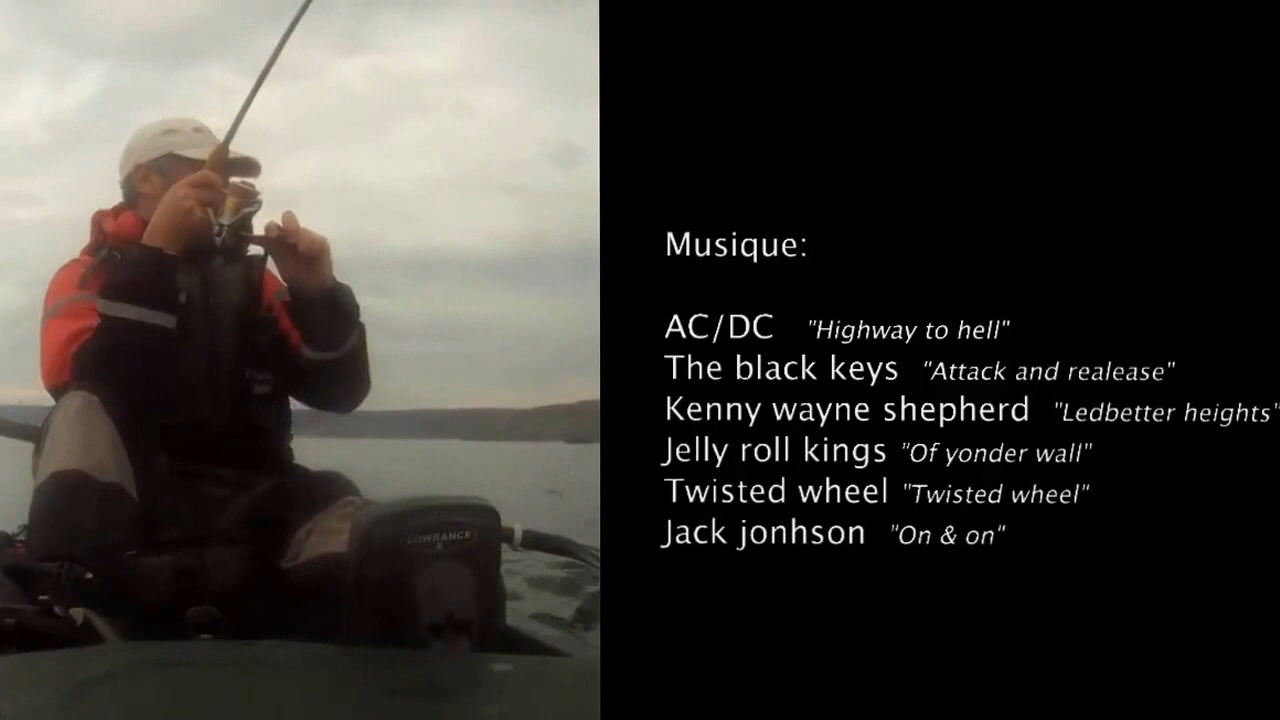 Musique:
AC/DC "Highway to hell"
The black keys "Attack and realease"
Kenny wayne shepherd "Ledbetter heights"
Jelly roll kings "Of yonder wall"
Twisted wheel "Twisted wheel"
Jack jonhson "On & on"
LOWRANCE